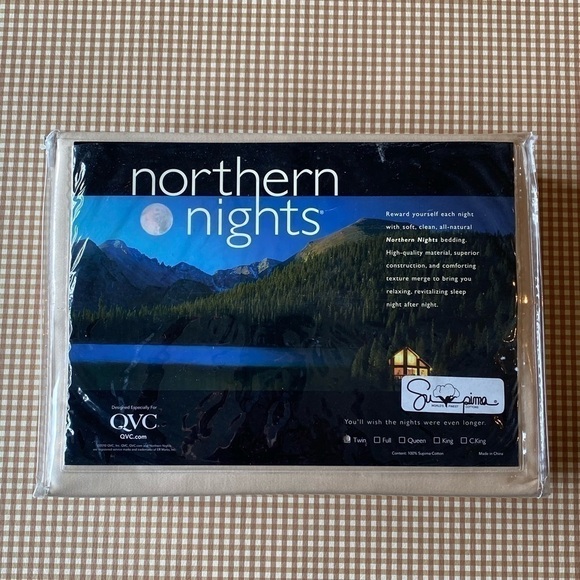 northern
nights®
Reward yourself each night
with soft, clean, all-natural
Northern Nights bedding.
High-quality material, superior
construction, and comforting
texture merge to bring you
relaxing, revitalizing sleep
night after night.
Supima®
WORLD'S FINEST COTTONS
You'll wish the nights were even longer.
Designed Especially For
QVC
QVC.com
Twin Full Queen King C.King
Content: 100% Supima Cotton
Made in China